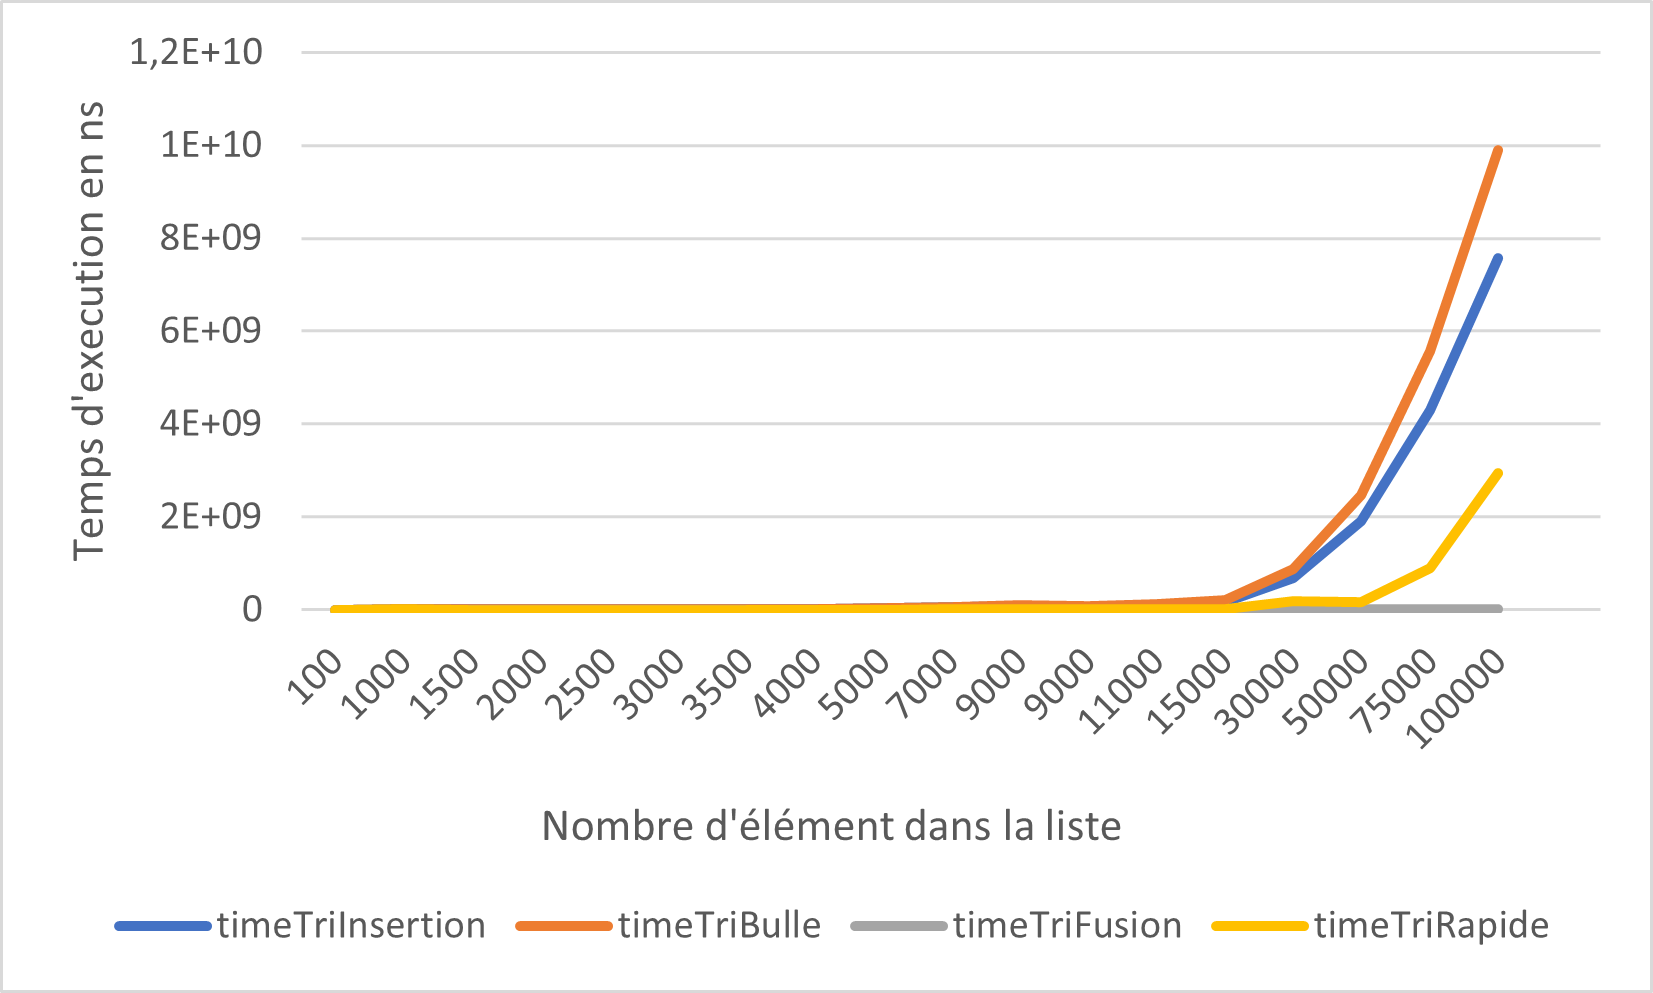 1,2E+10
1E+10
8E+09
6E+09
4E+09
2E+09
0
Temps d'execution en ns
100
1000
1500
2000
2500
3000
3500
4000
5000
7000
9000
9000
11000
15000
30000
50000
75000
1000000
Nombre d'élément dans la liste
timeTriInsertion timeTriBulle timeTriFusion timeTriRapide